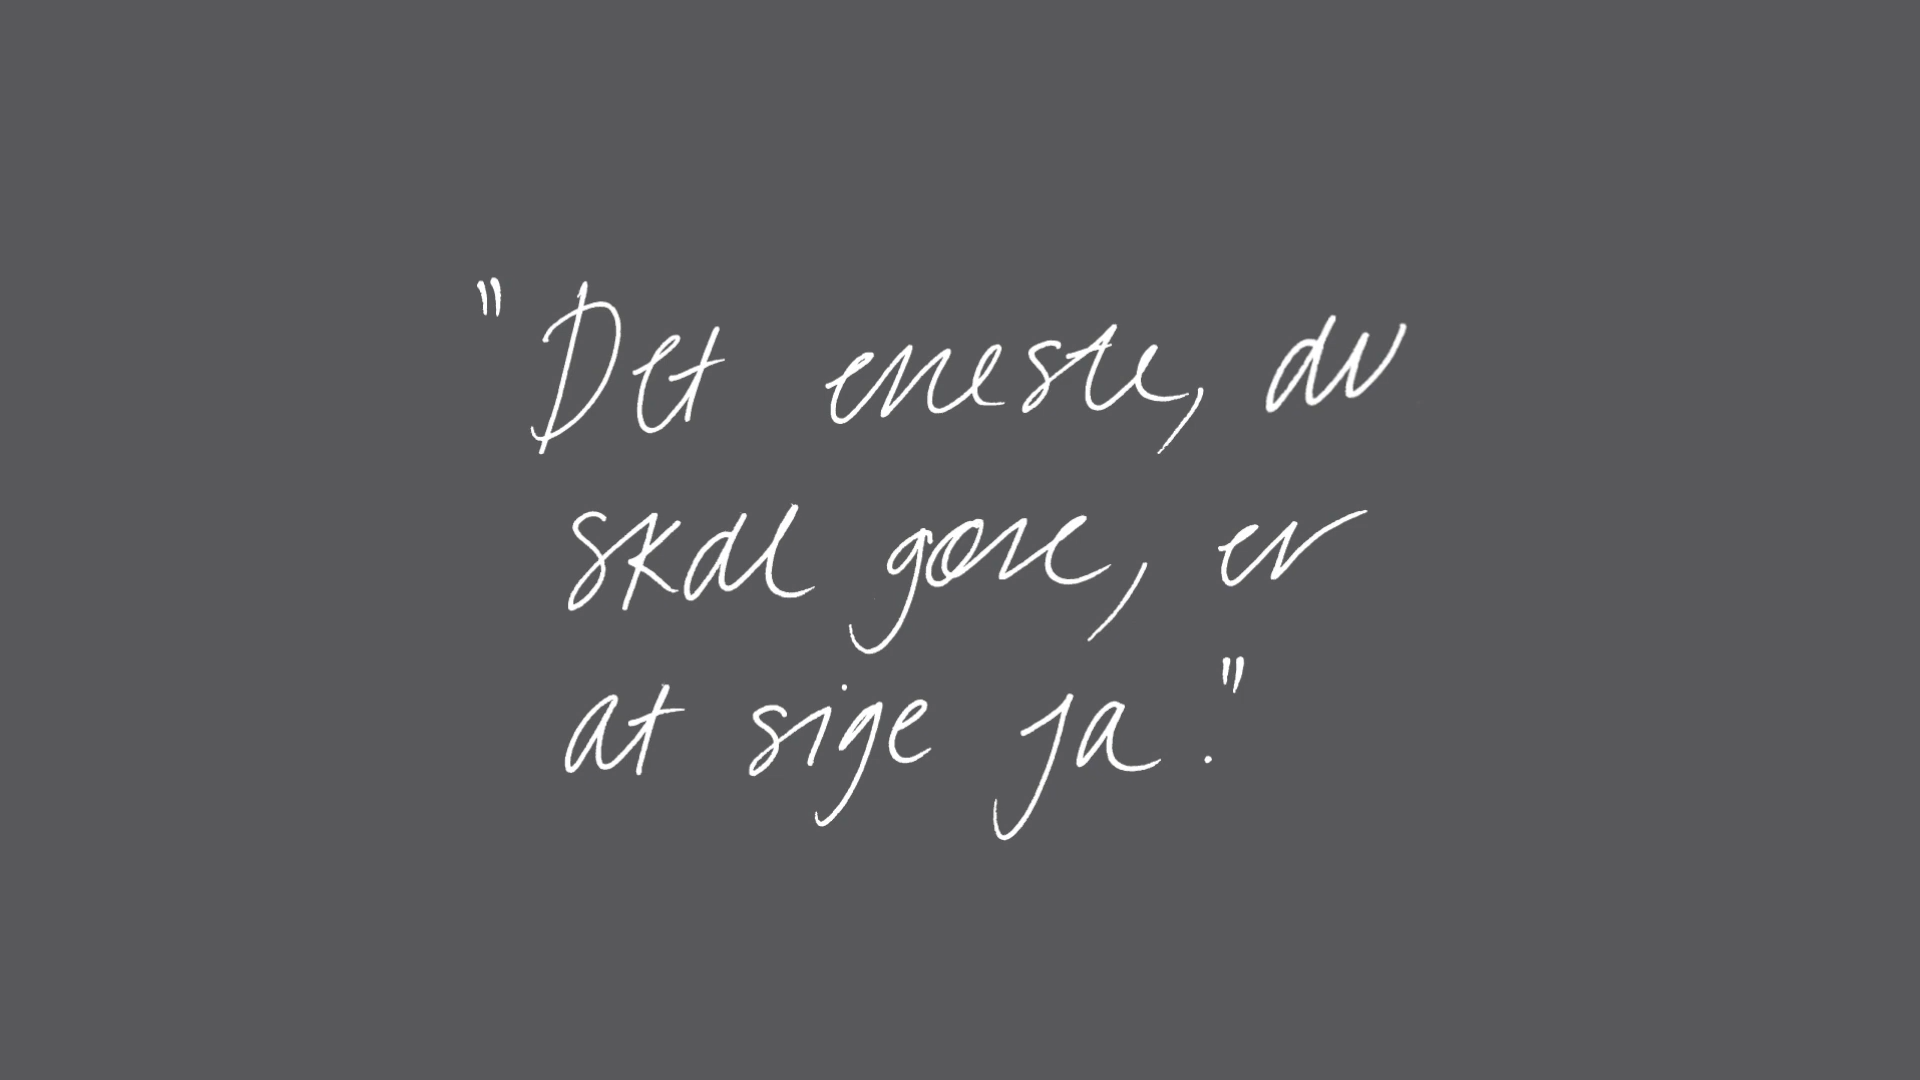 "Det eneste, du
skal gøre, er
at sige ja."